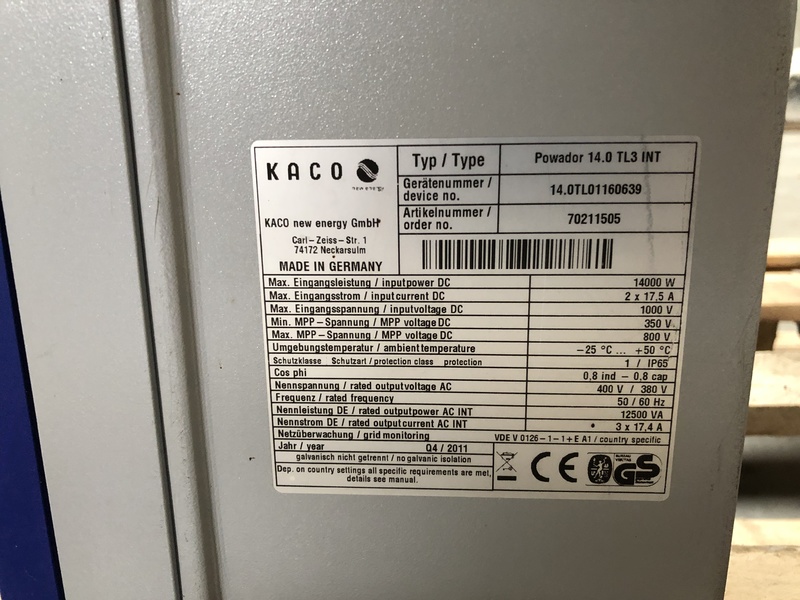 KACO
new energy
Typ / Type Powador 14.0 TL3 INT
Gerätenummer /
device no. 14.0TL01160639
Artikelnummer /
order no. 70211505
KACO new energy GmbH
Carl-Zeiss-Str. 1
74172 Neckarsulm
MADE IN GERMANY
Max. Eingangsleistung / inputpower DC 14000 W
Max. Eingangsstrom / inputcurrent DC 2 x 17,5 A
Max. Eingangsspannung / inputvoltage DC 1000 V
Min. MPP-Spannung / MPP voltage DC 350 V
Max. MPP-Spannung / MPP voltage DC 800 V
Umgebungstemperatur / ambient temperature -25 °C ... +50 °C
Schutzklasse Schutzart / protection class protection 1 / IP65
Cos phi 0,8 ind - 0,8 cap
Nennspannung / rated outputvoltage AC 400 V / 380 V
Frequenz / rated frequency 50 / 60 Hz
Nennleistung DE / rated outputpower AC INT 12500 VA
Nennstrom DE / rated output current AC INT 3 x 17,4 A
Netzüberwachung / grid monitoring VDE V 0126-1-1+E A1 / country specific
Jahr / year Q4 / 2011
galvanisch nicht getrennt / no galvanic isolation
Dep. on country settings all specific requirements are met,
details see manual.
CE GS